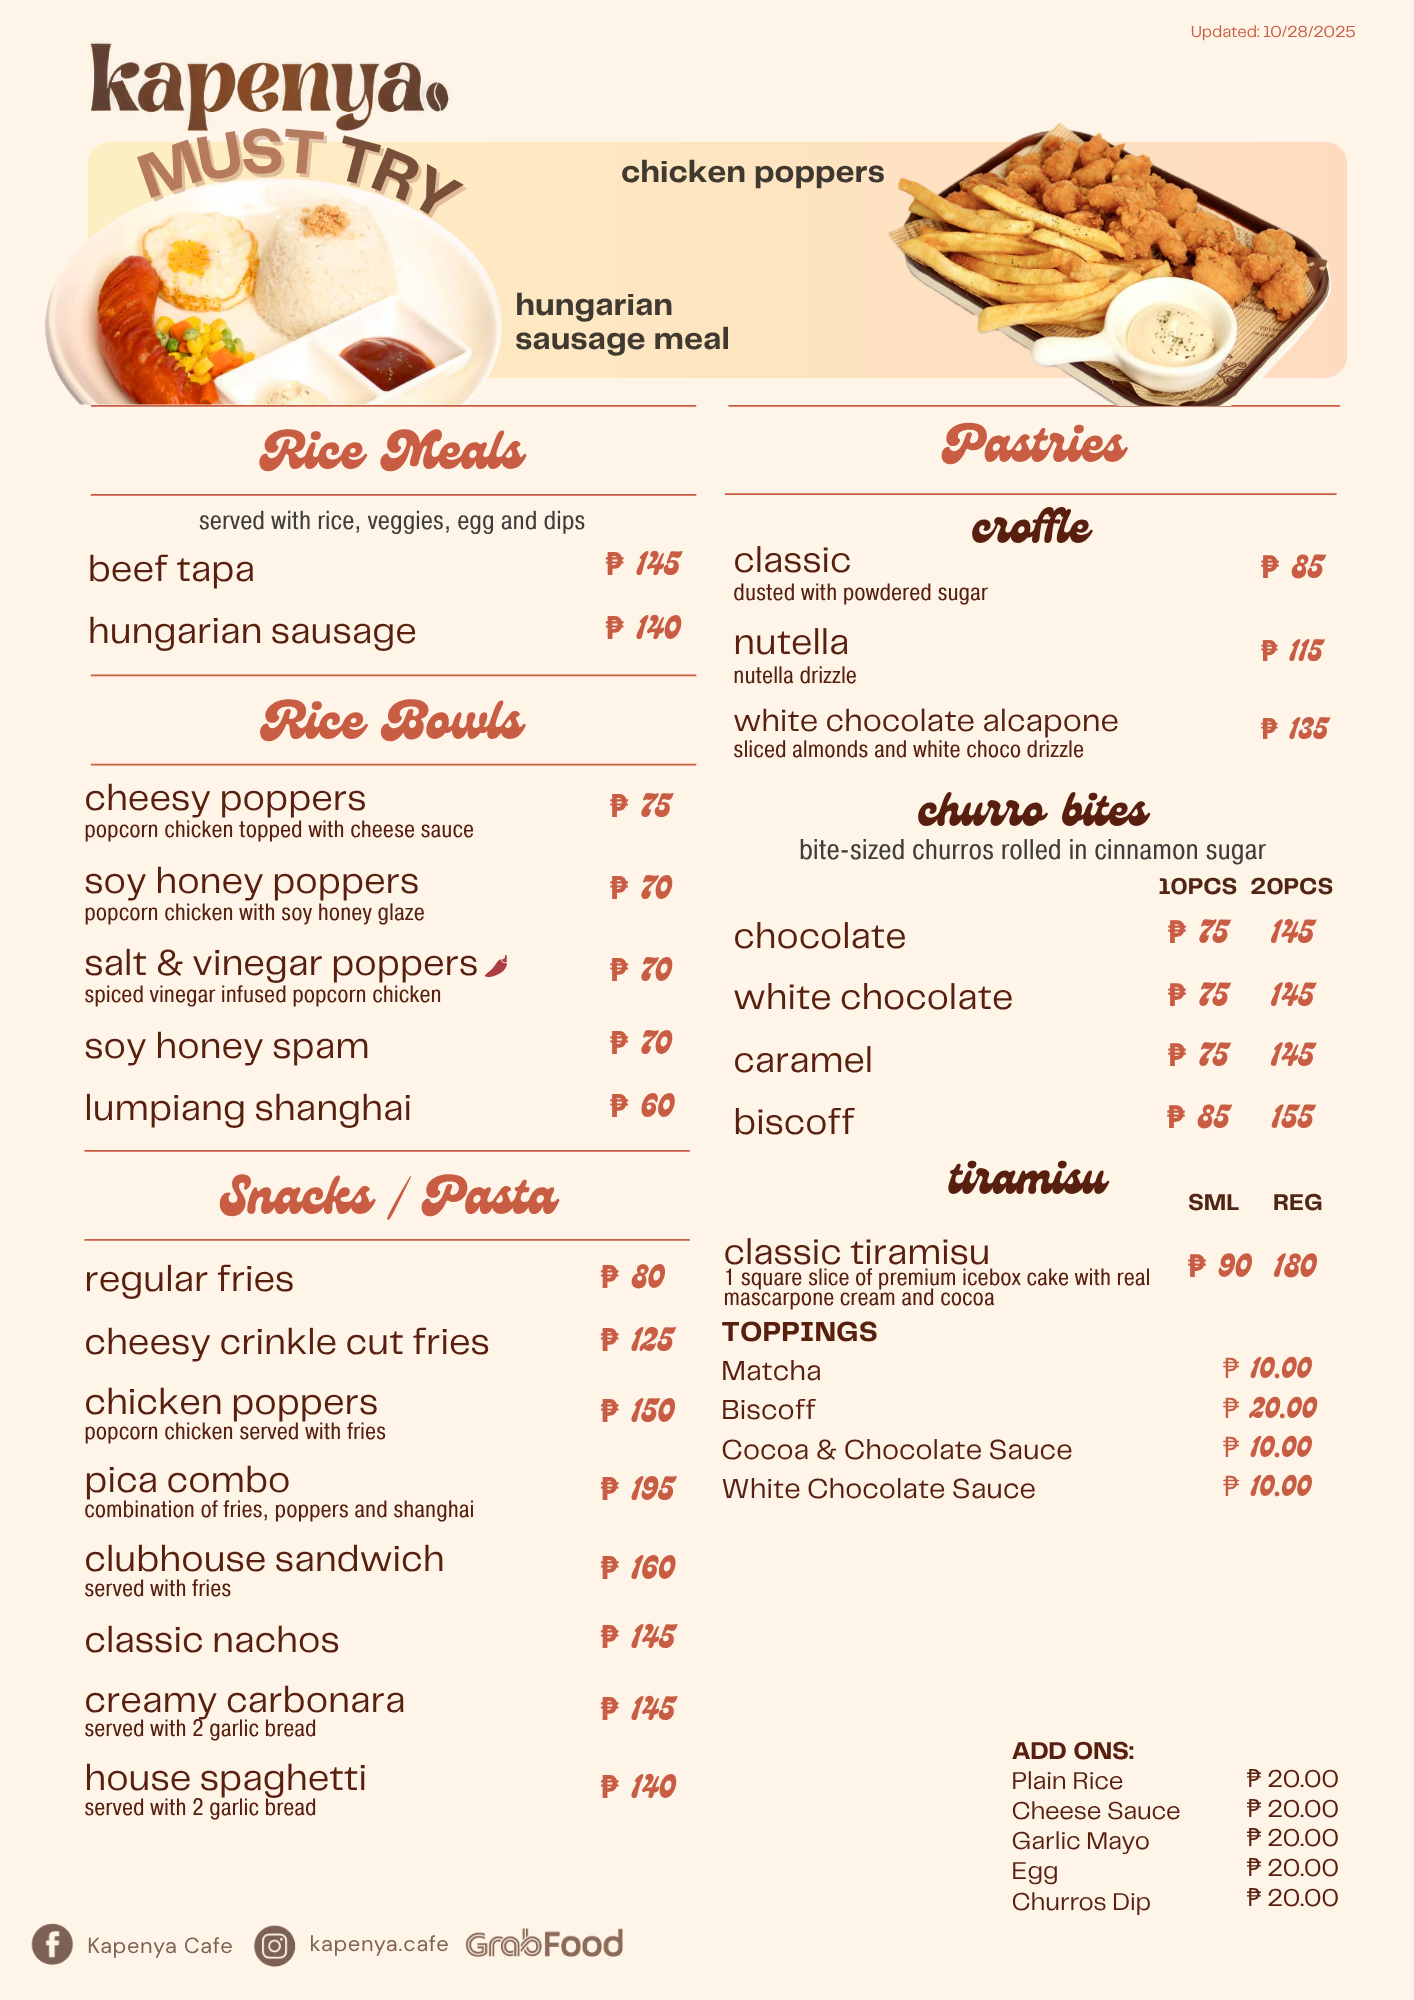 Updated: 10/28/2025
kapenya.
MUST TRY
chicken poppers
hungarian
sausage meal
Rice Meals
served with rice, veggies, egg and dips
beef tapa ₱ 145
hungarian sausage ₱ 140
Rice Bowls
cheesy poppers ₱ 75
popcorn chicken topped with cheese sauce
soy honey poppers ₱ 70
popcorn chicken with soy honey glaze
salt & vinegar poppers ₱ 70
spiced vinegar infused popcorn chicken
soy honey spam ₱ 70
lumpiang shanghai ₱ 60
Snacks / Pasta
regular fries ₱ 80
cheesy crinkle cut fries ₱ 125
chicken poppers ₱ 150
popcorn chicken served with fries
pica combo ₱ 195
combination of fries, poppers and shanghai
clubhouse sandwich ₱ 160
served with fries
classic nachos ₱ 145
creamy carbonara ₱ 145
served with 2 garlic bread
house spaghetti ₱ 140
served with 2 garlic bread
Pastries
croffle
classic ₱ 85
dusted with powdered sugar
nutella ₱ 115
nutella drizzle
white chocolate alcapone ₱ 135
sliced almonds and white choco drizzle
churro bites
bite-sized churros rolled in cinnamon sugar
10PCS 20PCS
chocolate ₱ 75 145
white chocolate ₱ 75 145
caramel ₱ 75 145
biscoff ₱ 85 155
tiramisu
SML REG
classic tiramisu ₱ 90 180
1 square slice of premium icebox cake with real
mascarpone cream and cocoa
TOPPINGS
Matcha ₱ 10.00
Biscoff ₱ 20.00
Cocoa & Chocolate Sauce ₱ 10.00
White Chocolate Sauce ₱ 10.00
ADD ONS:
Plain Rice ₱ 20.00
Cheese Sauce ₱ 20.00
Garlic Mayo ₱ 20.00
Egg ₱ 20.00
Churros Dip ₱ 20.00
Kapenya Cafe kapenya.cafe GrabFood